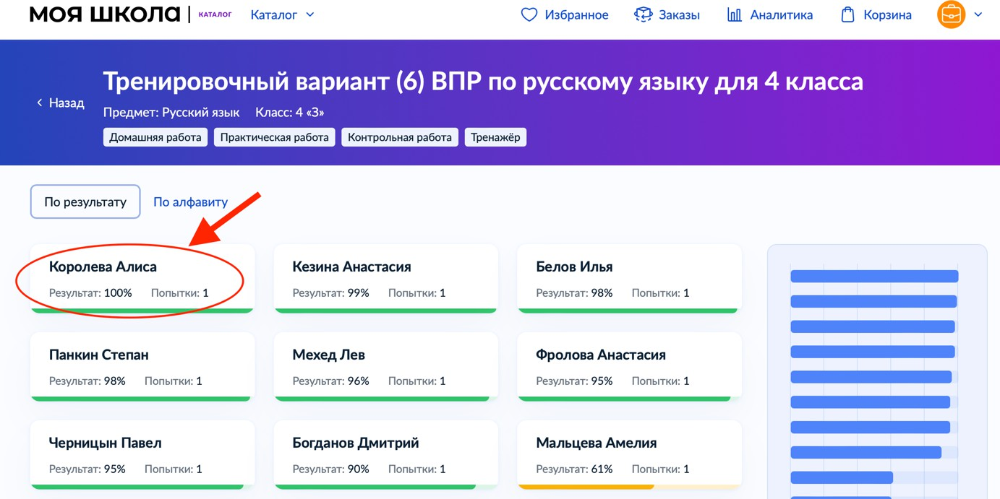 МОЯ ШКОЛА КАТАЛОГ Каталог Избранное Заказы Аналитика Корзина
Тренировочный вариант (6) ВПР по русскому языку для 4 класса
Назад
Предмет: Русский язык Класс: 4 «З»
Домашняя работа Практическая работа Контрольная работа Тренажёр
По результату По алфавиту
Королева Алиса Кезина Анастасия Белов Илья
Результат: 100% Попытки: 1 Результат: 99% Попытки: 1 Результат: 98% Попытки: 1
Панкин Степан Мехед Лев Фролова Анастасия
Результат: 98% Попытки: 1 Результат: 96% Попытки: 1 Результат: 95% Попытки: 1
Черницын Павел Богданов Дмитрий Мальцева Амелия
Результат: 95% Попытки: 1 Результат: 90% Попытки: 1 Результат: 61% Попытки: 1